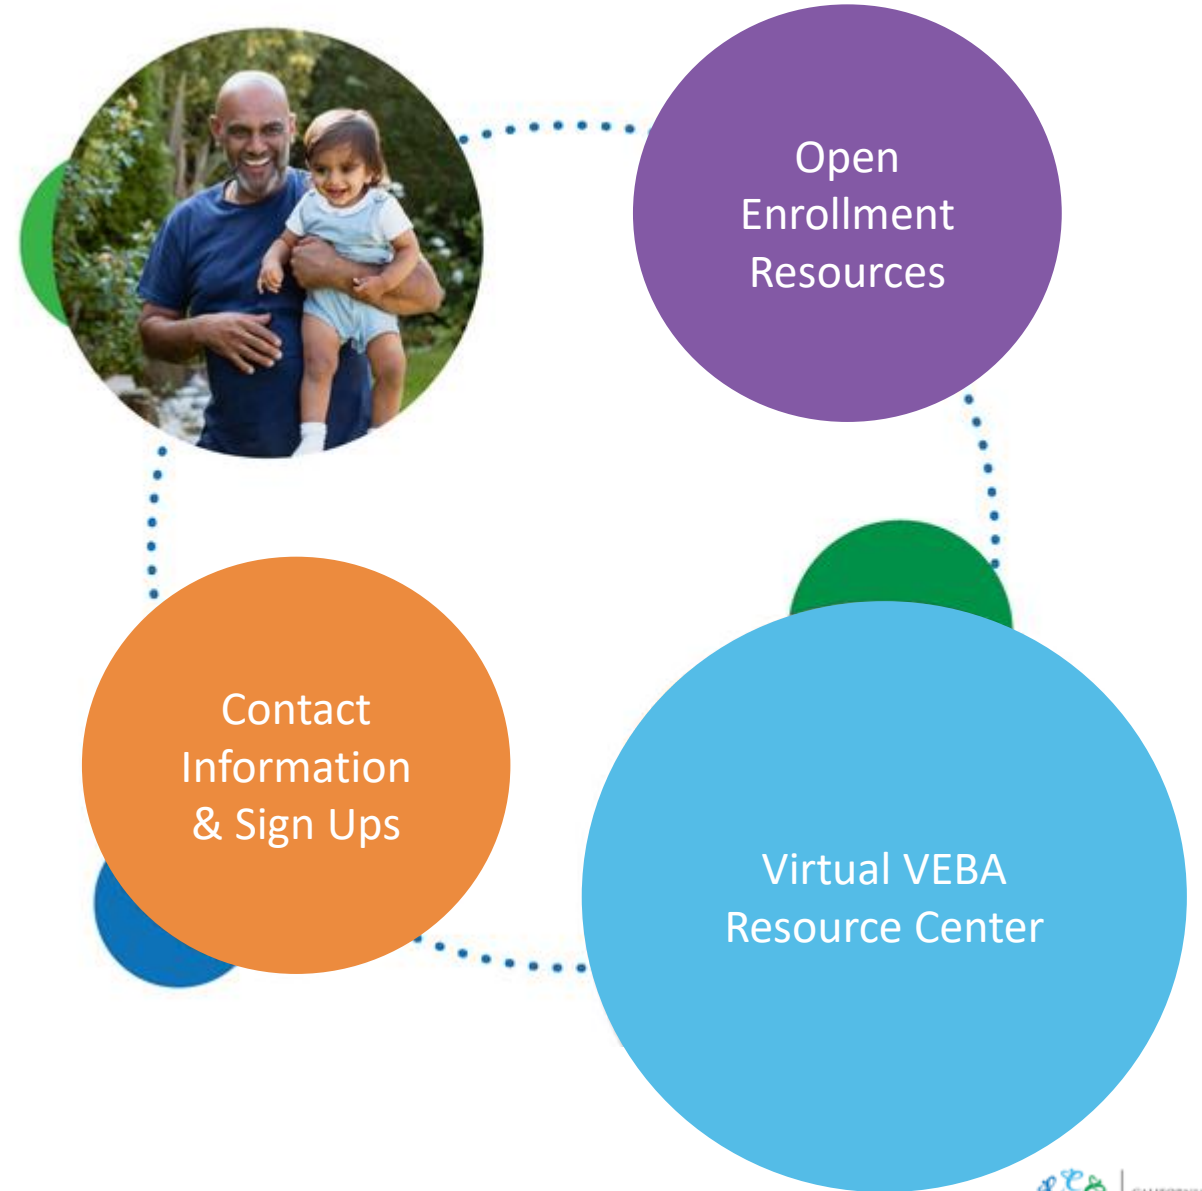 Open
Enrollment
Resources
Contact
Information
& Sign Ups
Virtual VEBA
Resource Center